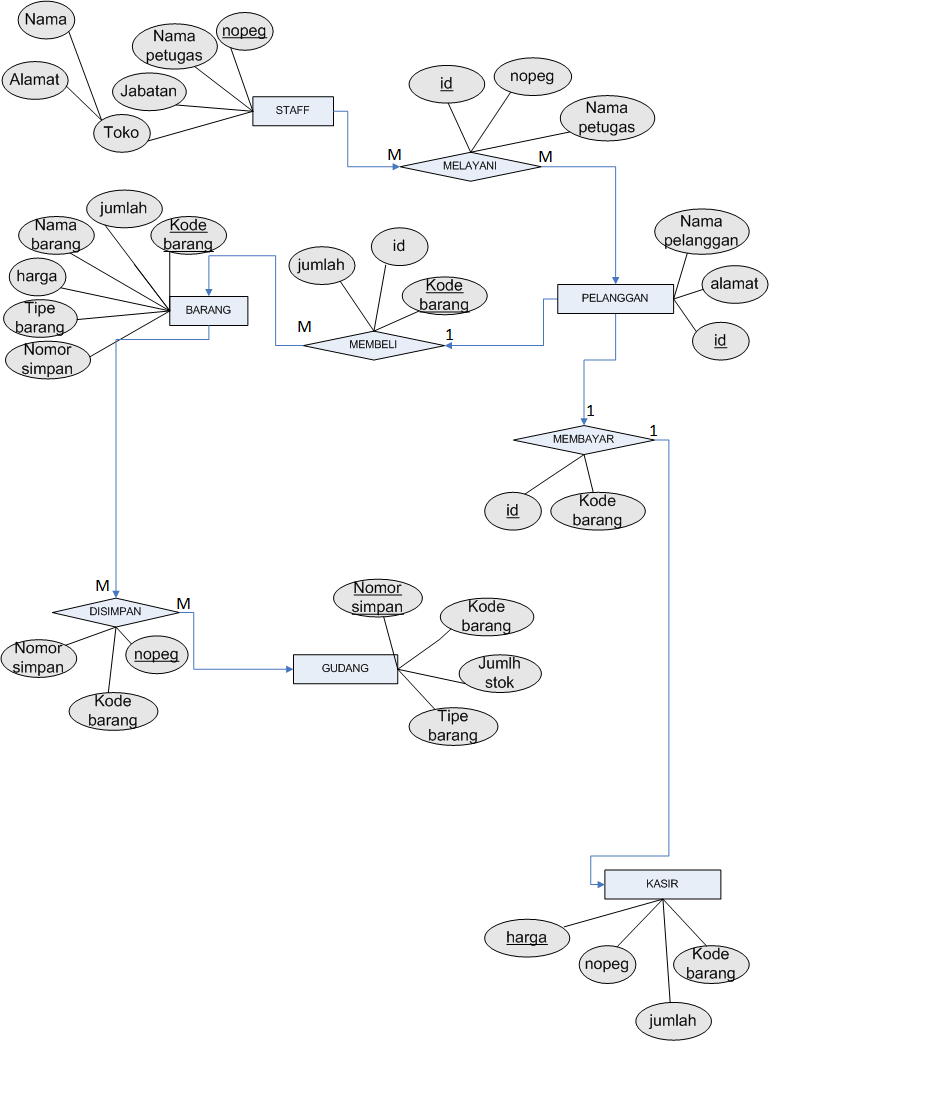 Nama
Nama
petugas
nopeg
Alamat
Jabatan
Toko
STAFF
id
nopeg
Nama
petugas
M
MELAYANI
M
jumlah
Nama
barang
Kode
barang
harga
Tipe
barang
Nomor
simpan
BARANG
jumlah
id
Kode
barang
M
MEMBELI
1
Nama
pelanggan
alamat
id
PELANGGAN
1
MEMBAYAR
1
id
Kode
barang
M
DISIMPAN
M
Nomor
simpan
nopeg
Kode
barang
Nomor
simpan
Kode
barang
Jumlh
stok
Tipe
barang
GUDANG
KASIR
harga
nopeg
Kode
barang
jumlah